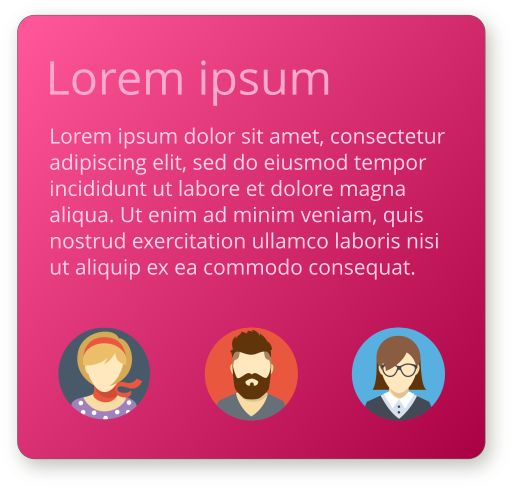 Lorem ipsum
Lorem ipsum dolor sit amet, consectetur
adipiscing elit, sed do eiusmod tempor
incididunt ut labore et dolore magna
aliqua. Ut enim ad minim veniam, quis
nostrud exercitation ullamco laboris nisi
ut aliquip ex ea commodo consequat.